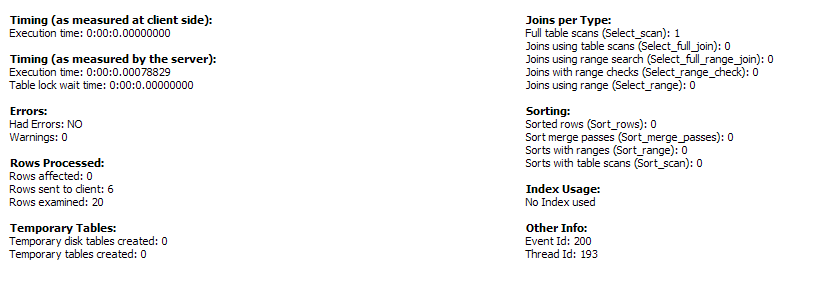 Timing (as measured at client side):
Execution time: 0:00:0.00000000
Timing (as measured by the server):
Execution time: 0:00:0.00078829
Table lock wait time: 0:00:0.00000000
Errors:
Had Errors: NO
Warnings: 0
Rows Processed:
Rows affected: 0
Rows sent to client: 6
Rows examined: 20
Temporary Tables:
Temporary disk tables created: 0
Temporary tables created: 0
Joins per Type:
Full table scans (Select_scan): 1
Joins using table scans (Select_full_join): 0
Joins using range search (Select_full_range_join): 0
Joins with range checks (Select_range_check): 0
Joins using range (Select_range): 0
Sorting:
Sorted rows (Sort_rows): 0
Sort merge passes (Sort_merge_passes): 0
Sorts with ranges (Sort_range): 0
Sorts with table scans (Sort_scan): 0
Index Usage:
No Index used
Other Info:
Event Id: 200
Thread Id: 193